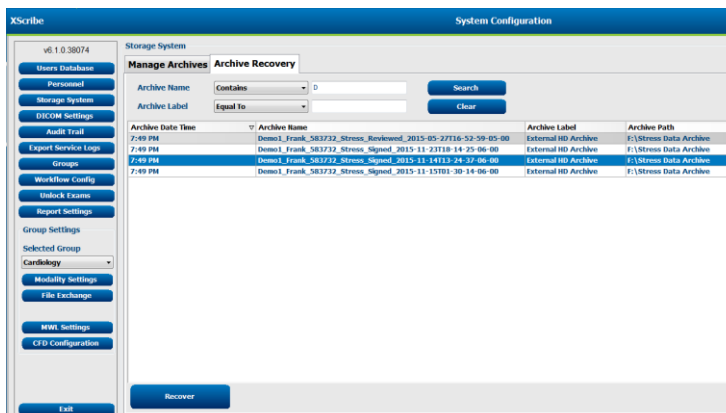 XScribe System Configuration
v6.1.0.38074
Users Database
Personnel
Storage System
DICOM Settings
Audit Trail
Export Service Logs
Groups
Workflow Config
Unlock Exams
Report Settings
Group Settings
Selected Group
Cardiology
Modality Settings
File Exchange
MWL Settings
CFD Configuration
Exit
Storage System
Manage Archives Archive Recovery
Archive Name Contains D Search
Archive Label Equal To Clear
Archive Date Time Archive Name Archive Label Archive Path
7:49 PM Demo1_Frank_583732_Stress_Reviewed_2015-05-27T16-52-59-05-00 External HD Archive F:\Stress Data Archive
7:49 PM Demo1_Frank_583732_Stress_Signed_2015-11-23T18-14-25-06-00 External HD Archive F:\Stress Data Archive
7:49 PM Demo1_Frank_583732_Stress_Signed_2015-11-14T13-24-37-06-00 External HD Archive F:\Stress Data Archive
7:49 PM Demo1_Frank_583732_Stress_Signed_2015-11-15T01-30-14-06-00 External HD Archive F:\Stress Data Archive
Recover